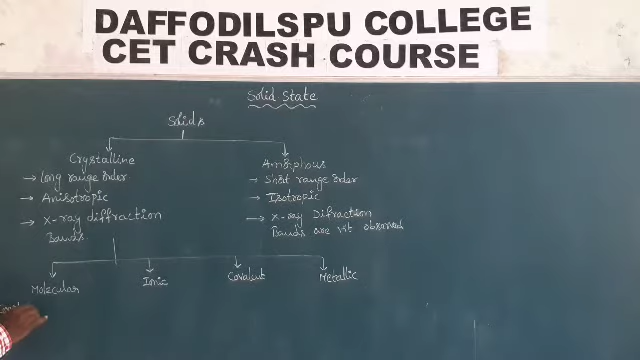 DAFFODILSPU COLLEGE
CET CRASH COURSE
Solid State
Solids
Crystalline
→ Long range order
→ Anisotropic
→ X-ray diffraction
Bands.
Amorphous
→ Short range order
→ Isotropic
→ X-ray Difraction
Bands are not observed
Molecular
Ionic
Covalent
Metallic